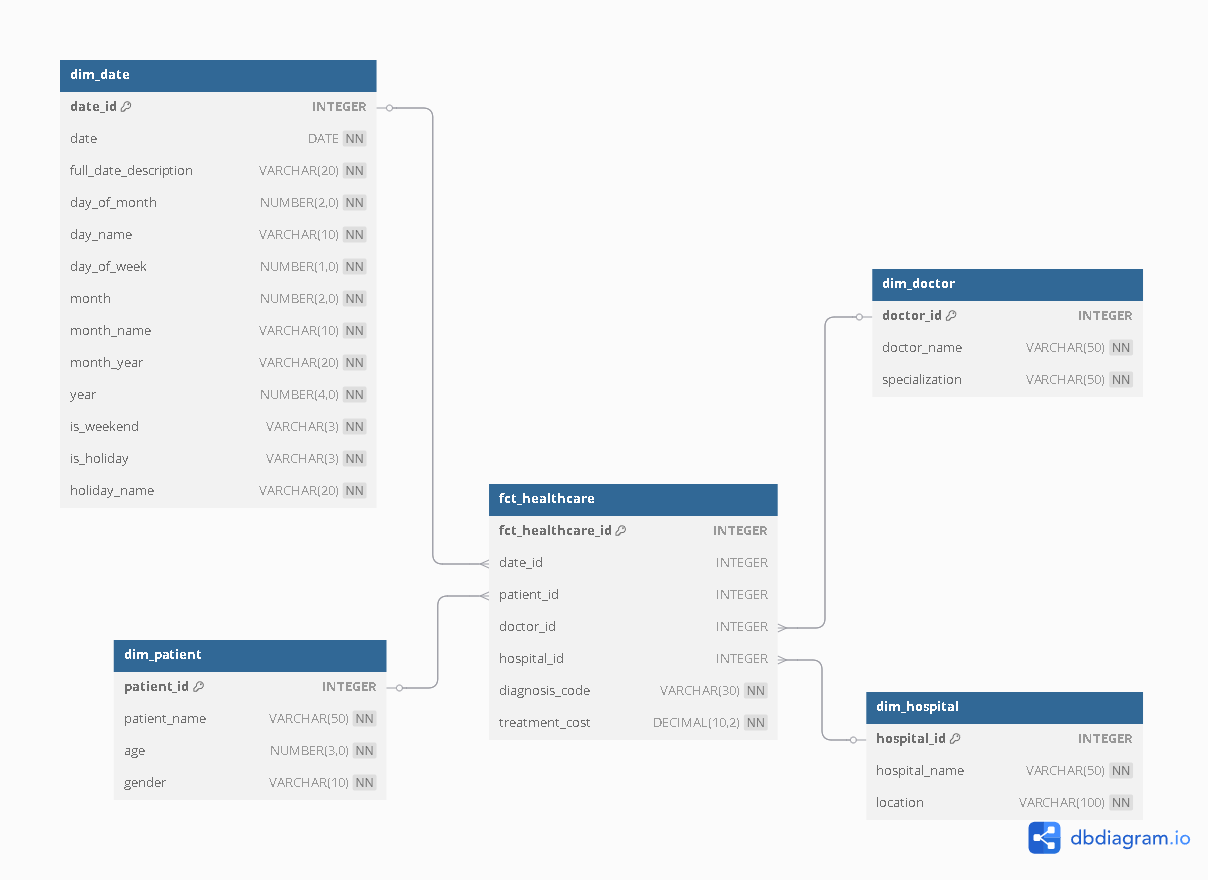 dim_date
date_id INTEGER
date DATE NN
full_date_description VARCHAR(20) NN
day_of_month NUMBER(2,0) NN
day_name VARCHAR(10) NN
day_of_week NUMBER(1,0) NN
month NUMBER(2,0) NN
month_name VARCHAR(10) NN
month_year VARCHAR(20) NN
year NUMBER(4,0) NN
is_weekend VARCHAR(3) NN
is_holiday VARCHAR(3) NN
holiday_name VARCHAR(20) NN
dim_doctor
doctor_id INTEGER
doctor_name VARCHAR(50) NN
specialization VARCHAR(50) NN
fct_healthcare
fct_healthcare_id INTEGER
date_id INTEGER
patient_id INTEGER
doctor_id INTEGER
hospital_id INTEGER
diagnosis_code VARCHAR(30) NN
treatment_cost DECIMAL(10,2) NN
dim_patient
patient_id INTEGER
patient_name VARCHAR(50) NN
age NUMBER(3,0) NN
gender VARCHAR(10) NN
dim_hospital
hospital_id INTEGER
hospital_name VARCHAR(50) NN
location VARCHAR(100) NN
dbdiagram.io